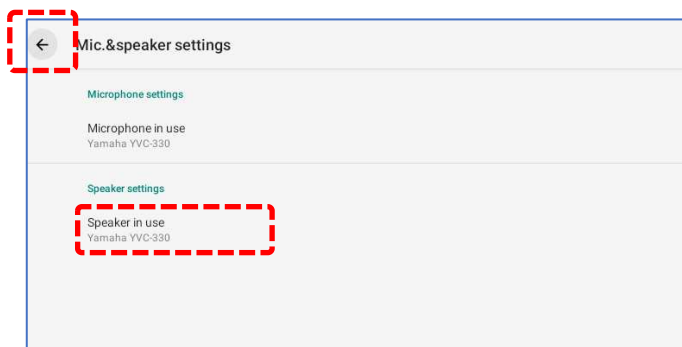 Mic.&speaker settings
Microphone settings
Microphone in use
Yamaha YVC-330
Speaker settings
Speaker in use
Yamaha YVC-330